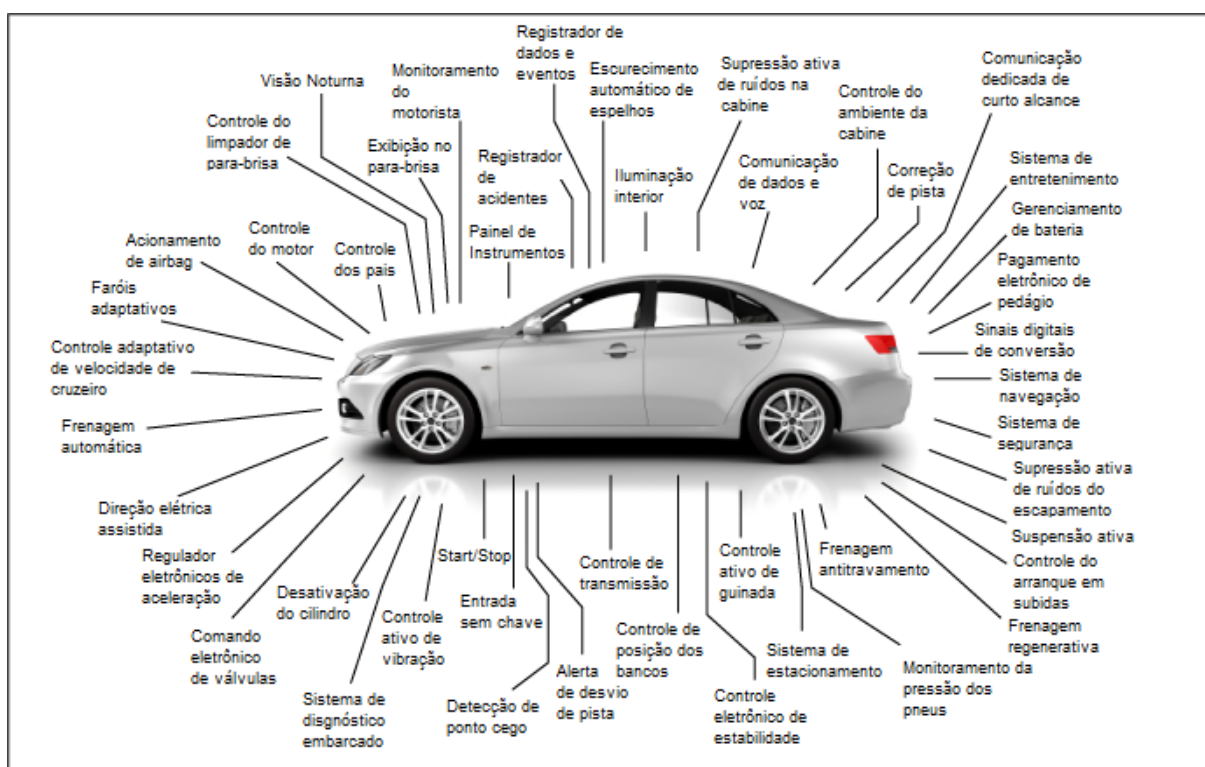 Registrador de
dados e
eventos
Escurecimento
automático de
espelhos
Supressão ativa
de ruídos na
cabine
Comunicação
dedicada de
curto alcance
Visão Noturna
Monitoramento
do
motorista
Controle do
ambiente da
cabine
Controle do
limpador de
para-brisa
Exibição no
para-brisa
Registrador
de
acidentes
Iluminação
interior
Comunicação
de dados e
voz
Correção
de pista
Sistema de
entretenimento
Gerenciamento
de bateria
Acionamento
de airbag
Controle
do motor
Controle
dos pais
Painel de
Instrumentos
Pagamento
eletrônico de
pedágio
Faróis
adaptativos
Sinais digitais
de conversão
Controle adaptativo
de velocidade de
cruzeiro
Sistema de
navegação
Frenagem
automática
Sistema de
segurança
Direção elétrica
assistida
Supressão ativa
de ruídos do
escapamento
Regulador
eletrônicos de
aceleração
Suspensão ativa
Desativação
do cilindro
Start/Stop
Controle de
transmissão
Controle
ativo de
guinada
Frenagem
antitravamento
Controle do
arranque em
subidas
Comando
eletrônico
de válvulas
Controle
ativo de
vibração
Entrada
sem chave
Controle de
posição dos
bancos
Sistema de
estacionamento
Frenagem
regenerativa
Sistema de
disgnóstico
embarcado
Detecção de
ponto cego
Alerta
de desvio
de pista
Controle
eletrônico de
estabilidade
Monitoramento da
pressão dos
pneus